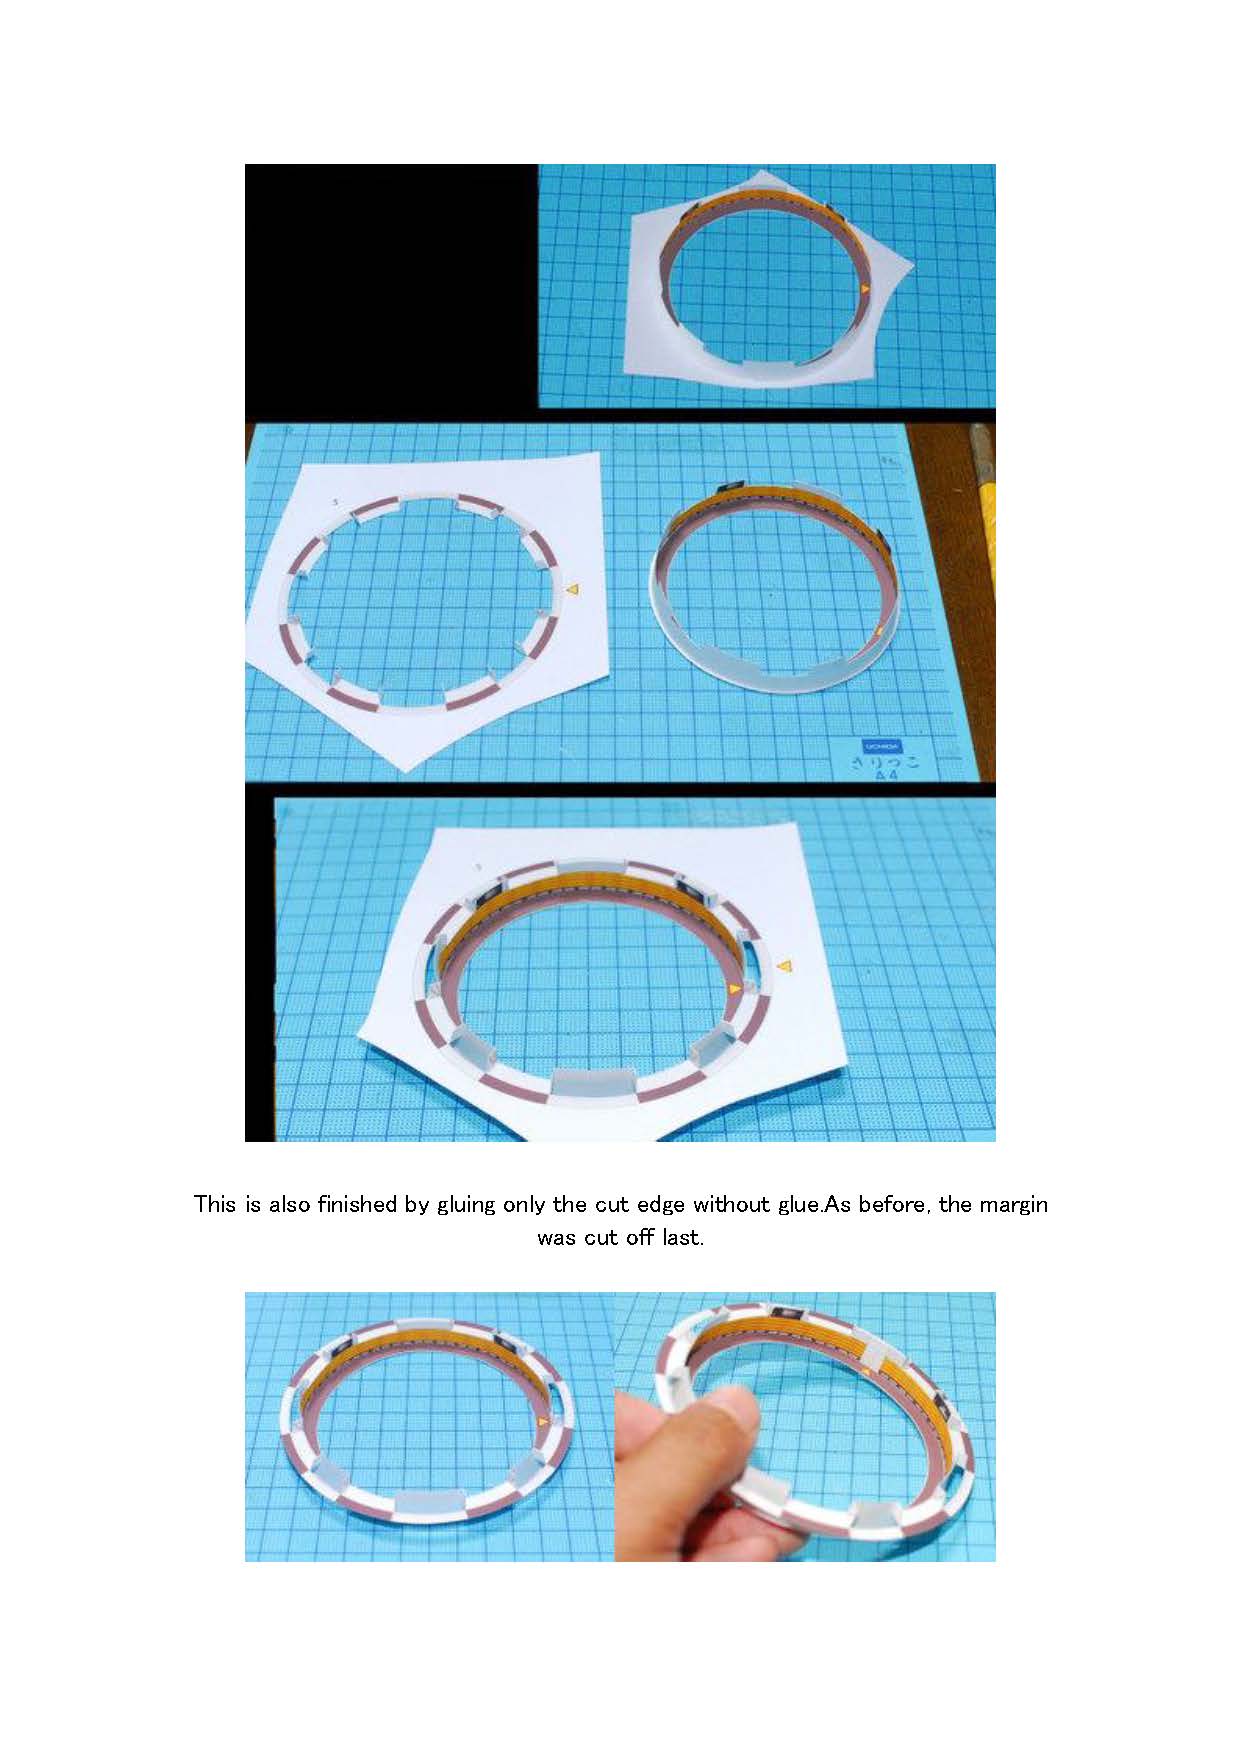 UCHIDA
きりっこ
A4
This is also finished by gluing only the cut edge without glue.As before, the margin
was cut off last.